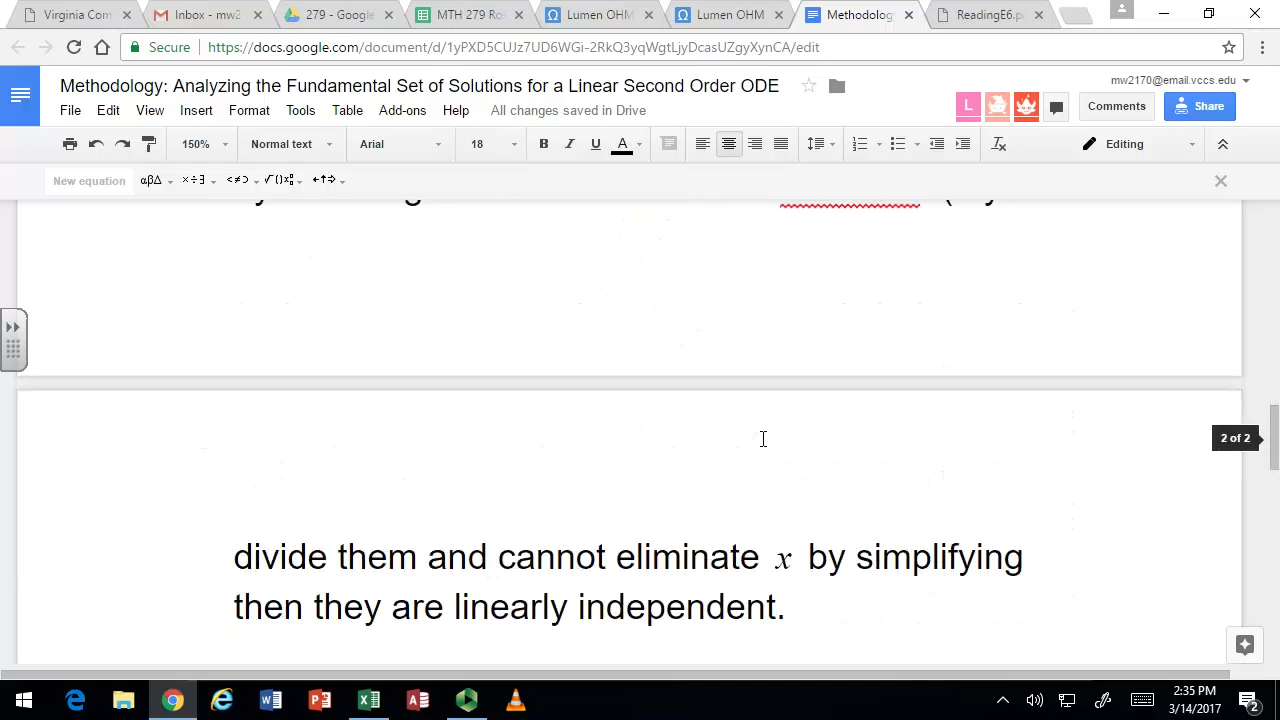 Virginia Co
Inbox - mw2
279 - Google
MTH 279 Ro
Lumen OHM
Lumen OHM
Methodology
ReadingE6.p
Secure
https://docs.google.com/document/d/1yPXD5CUJz7UD6WGi-2RkQ3yqWgtLjyDcasUZgyXynCA/edit
Methodology: Analyzing the Fundamental Set of Solutions for a Linear Second Order ODE
mw2170@email.vccs.edu
File Edit View Insert Format Table Add-ons Help All changes saved in Drive
L
Comments
Share
150% Normal text Arial 18 B I U A Editing
New equation αβΔ
2 of 2
divide them and cannot eliminate x by simplifying
then they are linearly independent.
2:35 PM
3/14/2017
2